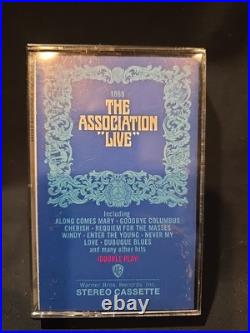 THE
ASSOCIATION
"LIVE"
Including
ALONG COMES MARY • GOODBYE COLUMBUS
CHERISH • REQUIEM FOR THE MASSES
WINDY • ENTER THE YOUNG • NEVER MY
LOVE • DUBUQUE BLUES
and many other hits
(DOUBLE PLAY)
Warner Bros. Records Inc.
STEREO CASSETTE